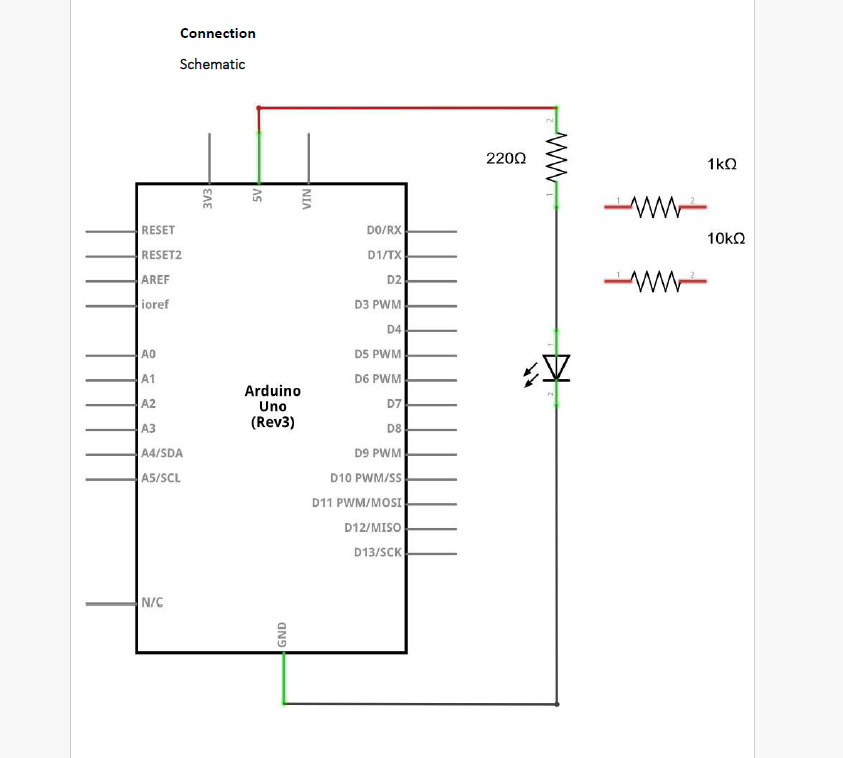 Connection
Schematic
2
220Ω
1
1kΩ
1 2
10kΩ
1 2
3V3 5V VIN
RESET D0/RX
RESET2 D1/TX
AREF D2
ioref D3 PWM
D4
A0 D5 PWM
A1 D6 PWM
A2 D7
A3 D8
A4/SDA D9 PWM
A5/SCL D10 PWM/SS
D11 PWM/MOSI
D12/MISO
D13/SCK
Arduino
Uno
(Rev3)
1
2
N/C
GND